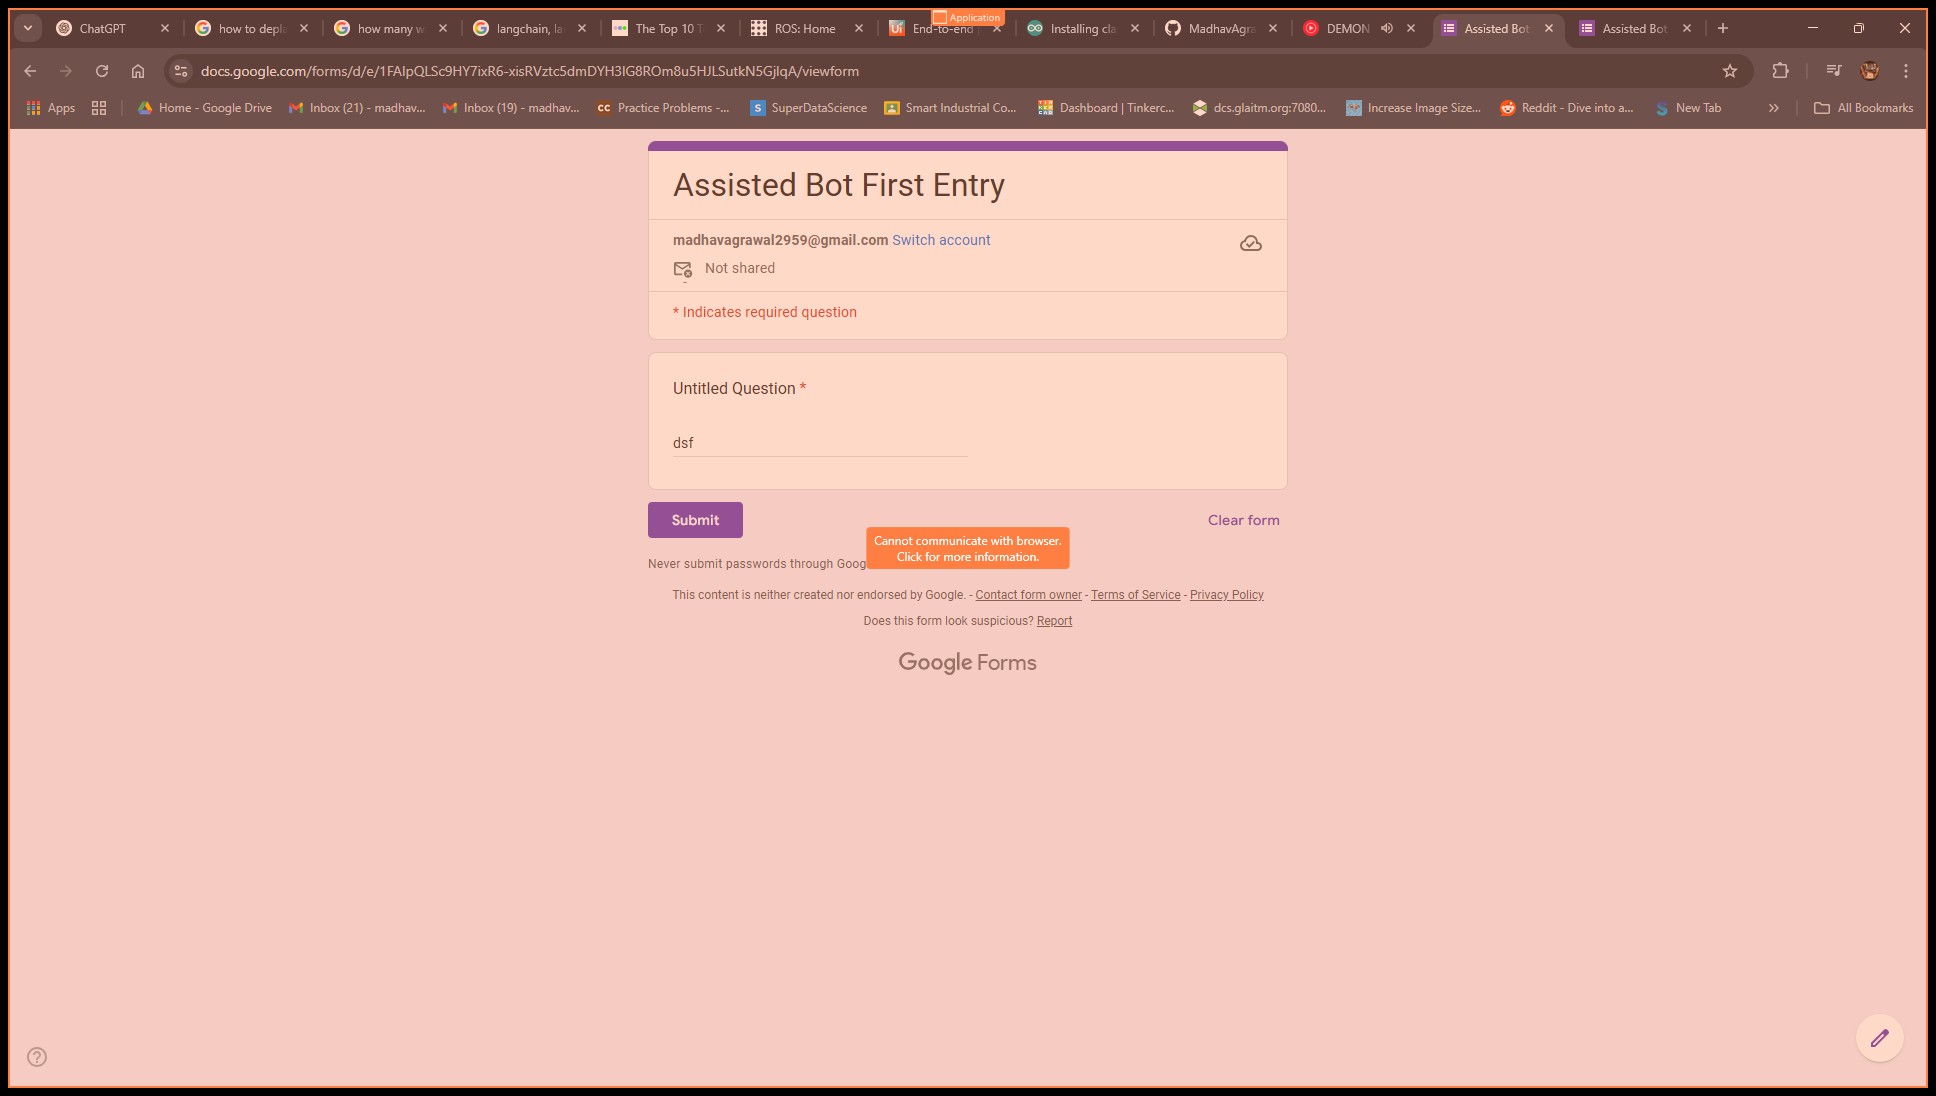 Application
ChatGPT
how to depl
how many w
langchain, la
The Top 10 T
ROS: Home
End-to-end
Installing cla
MadhavAgra
DEMON
Assisted Bot
Assisted Bot
docs.google.com/forms/d/e/1FAIpQLSc9HY7ixR6-xisRVztc5dmDYH3IG8ROm8u5HJLSutkN5GjIqA/viewform
Apps
Home - Google Drive
Inbox (21) - madhav...
Inbox (19) - madhav...
Practice Problems -...
SuperDataScience
Smart Industrial Co...
Dashboard | Tinkerc...
dcs.glaitm.org:7080...
Increase Image Size...
Reddit - Dive into a...
New Tab
All Bookmarks
Assisted Bot First Entry
madhavagrawal2959@gmail.com Switch account
Not shared
* Indicates required question
Untitled Question *
dsf
Submit
Clear form
Cannot communicate with browser.
Click for more information.
Never submit passwords through Goog
This content is neither created nor endorsed by Google. - Contact form owner - Terms of Service - Privacy Policy
Does this form look suspicious? Report
Google Forms